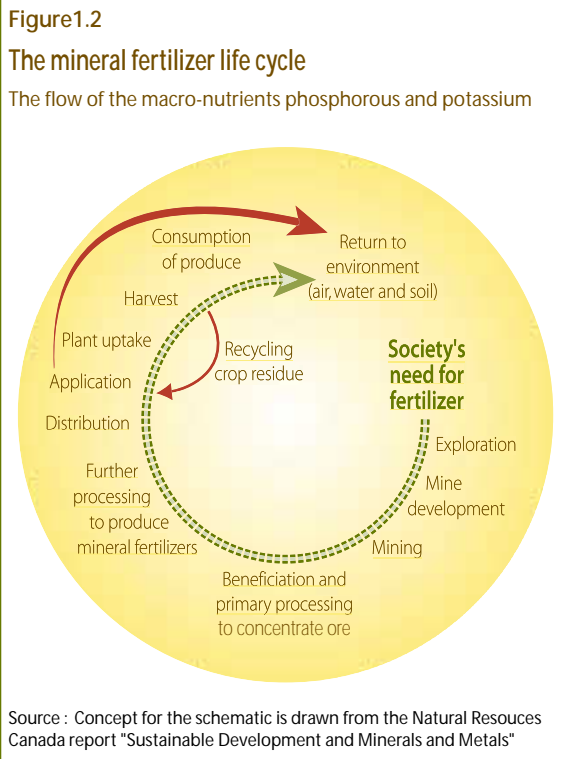 Figure1.2
The mineral fertilizer life cycle
The flow of the macro-nutrients phosphorous and potassium
Consumption
of produce
Return to
environment
(air, water and soil)
Harvest
Plant uptake
Recycling
crop residue
Society's
need for
fertilizer
Application
Distribution
Exploration
Further
processing
to produce
mineral fertilizers
Mine
development
Mining
Beneficiation and
primary processing
to concentrate ore
Source : Concept for the schematic is drawn from the Natural Resouces
Canada report "Sustainable Development and Minerals and Metals"